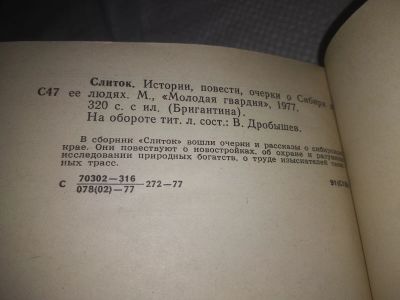 Слиток. Истории, повести, очерки о Сибири и
С47 ее людях. М., «Молодая гвардия», 1977.
320 с. с ил. (Бригантина).
На обороте тит. л. сост.: В. Дробышев.
В сборник «Слиток» вошли очерки и рассказы о сибирском
крае. Они повествуют о новостройках, об охране и разумном
исследовании природных богатств, о труде изыскателей
ных трасс.
С 70302—316
078(02)—77 272—77